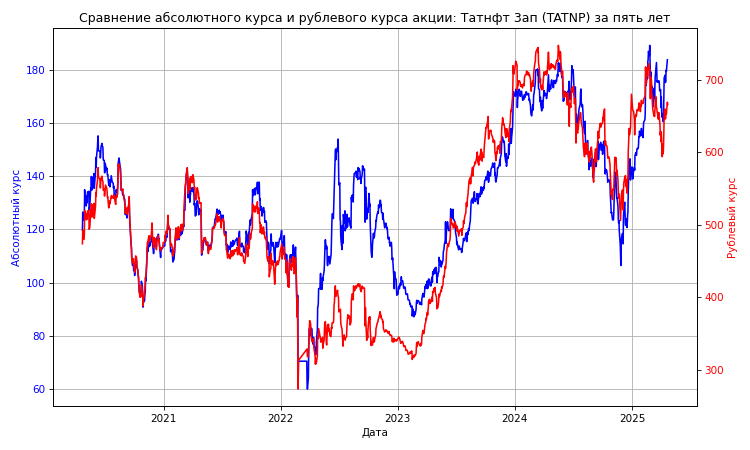 Сравнение абсолютного курса и рублевого курса акции: Татнфт 3ап (TATNP) за пять лет
Абсолютный курс
180
160
140
120
100
80
60
700
600
500
400
300
Рублевый курс
2021 2022 2023 2024 2025
Дата